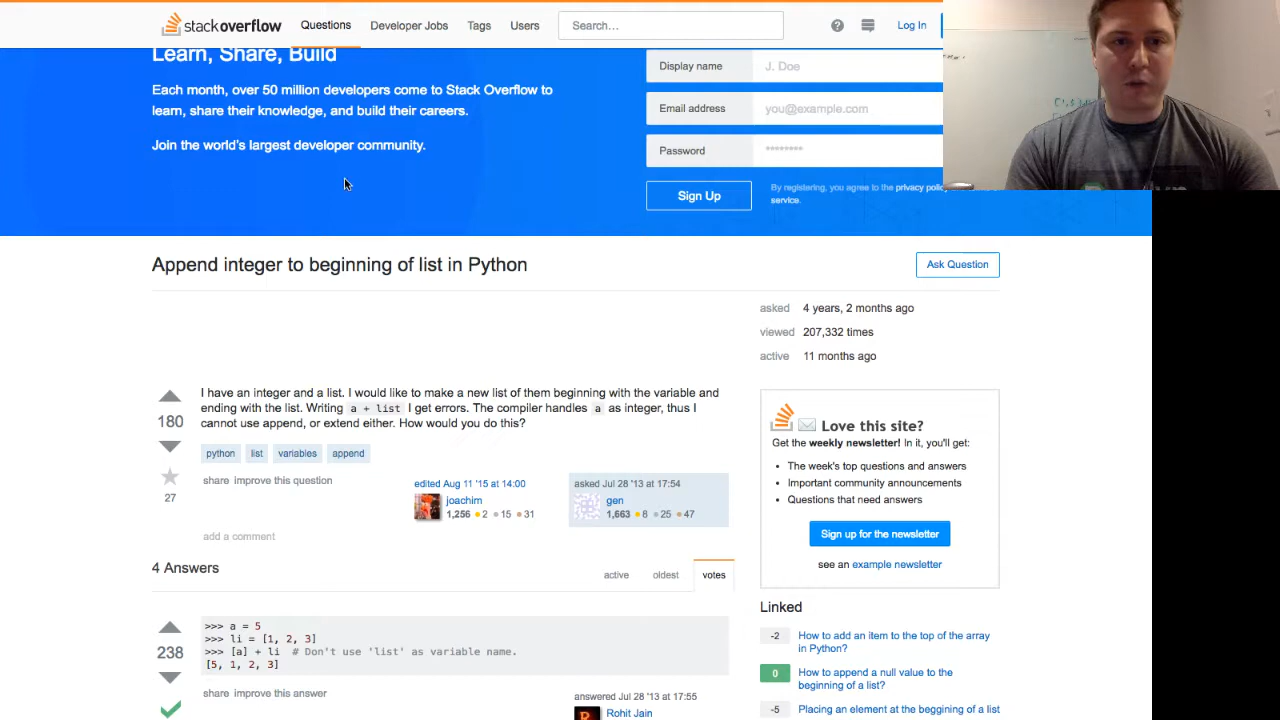 stackoverflow Questions Developer Jobs Tags Users Search... Log In
Learn, Share, Build
Each month, over 50 million developers come to Stack Overflow to
learn, share their knowledge, and build their careers.
Join the world's largest developer community.
Display name J. Doe
Email address you@example.com
Password ********
Sign Up
By registering, you agree to the privacy
service.
Append integer to beginning of list in Python
Ask Question
asked 4 years, 2 months ago
viewed 207,332 times
active 11 months ago
180
I have an integer and a list. I would like to make a new list of them beginning with the variable and
ending with the list. Writing a + list I get errors. The compiler handles a as integer, thus I
cannot use append, or extend either. How would you do this?
python list variables append
27
share improve this question
edited Aug 11 '15 at 14:00
joachim
1,256 2 15 31
asked Jul 28 '13 at 17:54
gen
1,663 8 25 47
add a comment
4 Answers
active oldest votes
238
>>> a = 5
>>> li = [1, 2, 3]
>>> [a] + li # Don't use 'list' as variable name.
[5, 1, 2, 3]
share improve this answer
answered Jul 28 '13 at 17:55
Rohit Jain
Love this site?
Get the weekly newsletter! In it, you'll get:
The week's top questions and answers
Important community announcements
Questions that need answers
Sign up for the newsletter
see an example newsletter
Linked
-2 How to add an item to the top of the array
in Python?
0 How to append a null value to the
beginning of a list?
-5 Placing an element at the beggining of a list